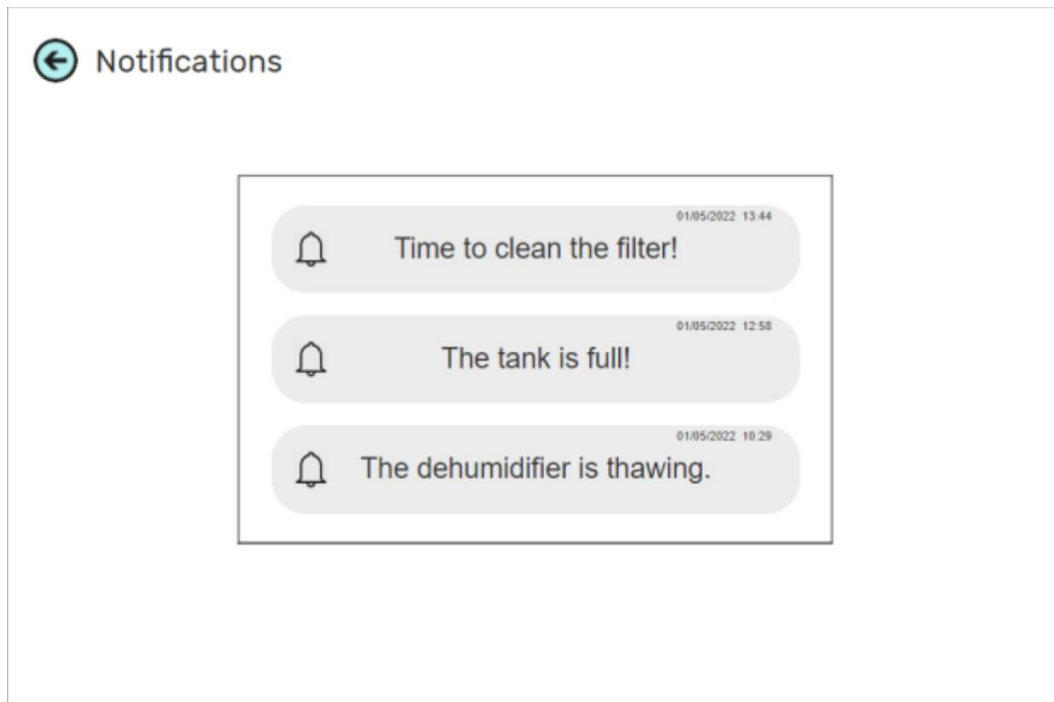 Notifications
01/05/2022 13:44
Time to clean the filter!
01/05/2022 12:58
The tank is full!
01/05/2022 10:29
The dehumidifier is thawing.